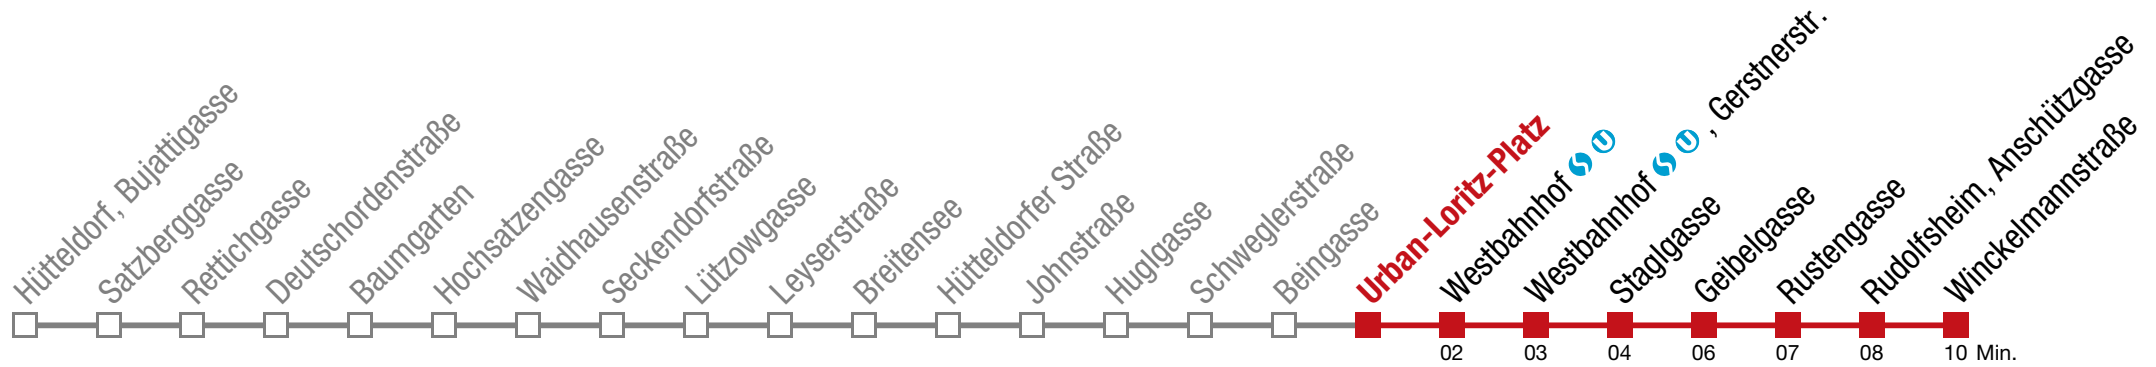 Hütteldorf, Bujattigasse
Satzberggasse
Rettichgasse
Deutschordenstraße
Baumgarten
Hochsatzengasse
Waidhausenstraße
Seckendorfstraße
Lützowgasse
Leyserstraße
Breitensee
Hütteldorfer Straße
Johnstraße
Huglgasse
Schweglerstraße
Beingasse
Urban-Loritz-Platz
Westbahnhof S U
Westbahnhof S U , Gerstnerstr.
Staglgasse
Geibelgasse
Rustengasse
Rudolfsheim, Anschützgasse
Winckelmannstraße
02 03 04 06 07 08 10 Min.